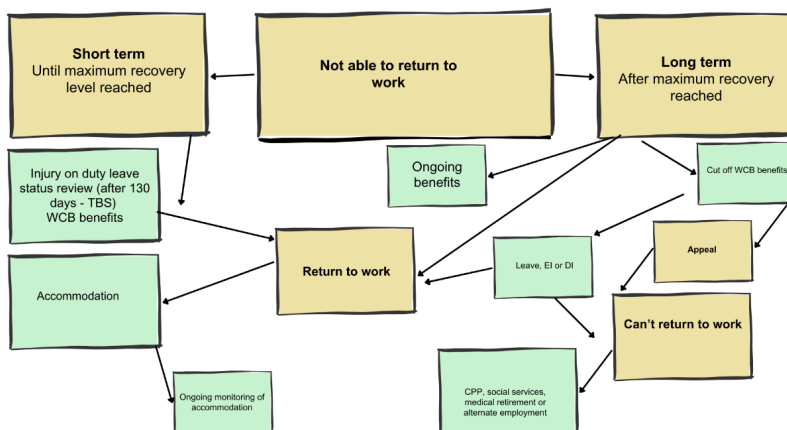 Short term
Until maximum recovery
level reached
Not able to return to
work
Long term
After maximum recovery
reached
Injury on duty leave
status review (after 130
days - TBS)
WCB benefits
Ongoing
benefits
Cut off WCB benefits
Return to work
Leave, EI or DI
Appeal
Accommodation
Can’t return to work
Ongoing monitoring of
accommodation
CPP, social services,
medical retirement or
alternate employment